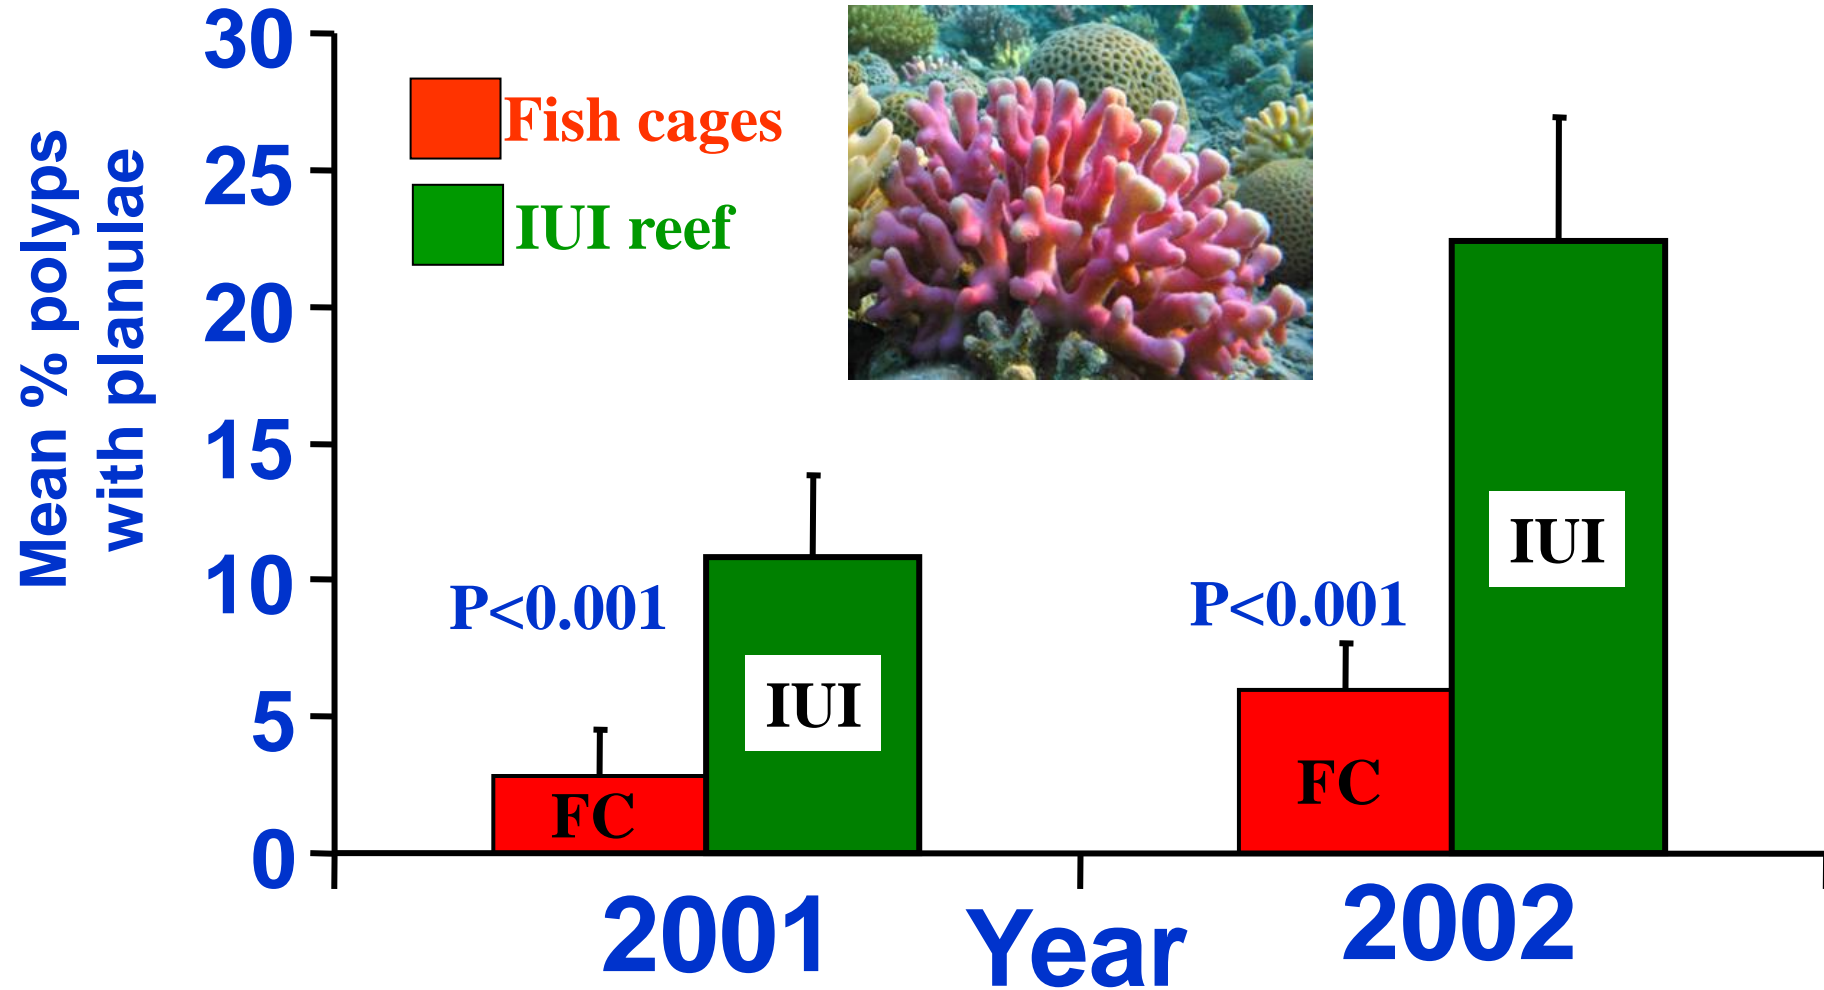 30
25
20
15
10
5
0
Mean % polyps
with planulae
Fish cages
IUI reef
P<0.001
P<0.001
FC
IUI
FC
IUI
2001
Year
2002